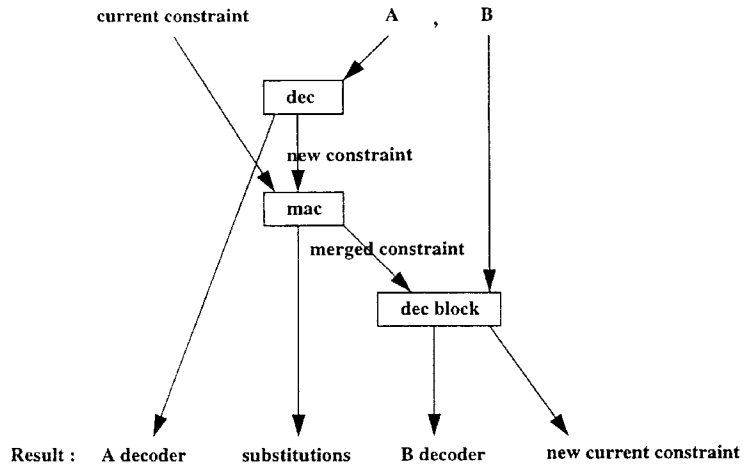 current constraint A , B
dec
new constraint
mac
merged constraint
dec block
Result : A decoder substitutions B decoder new current constraint